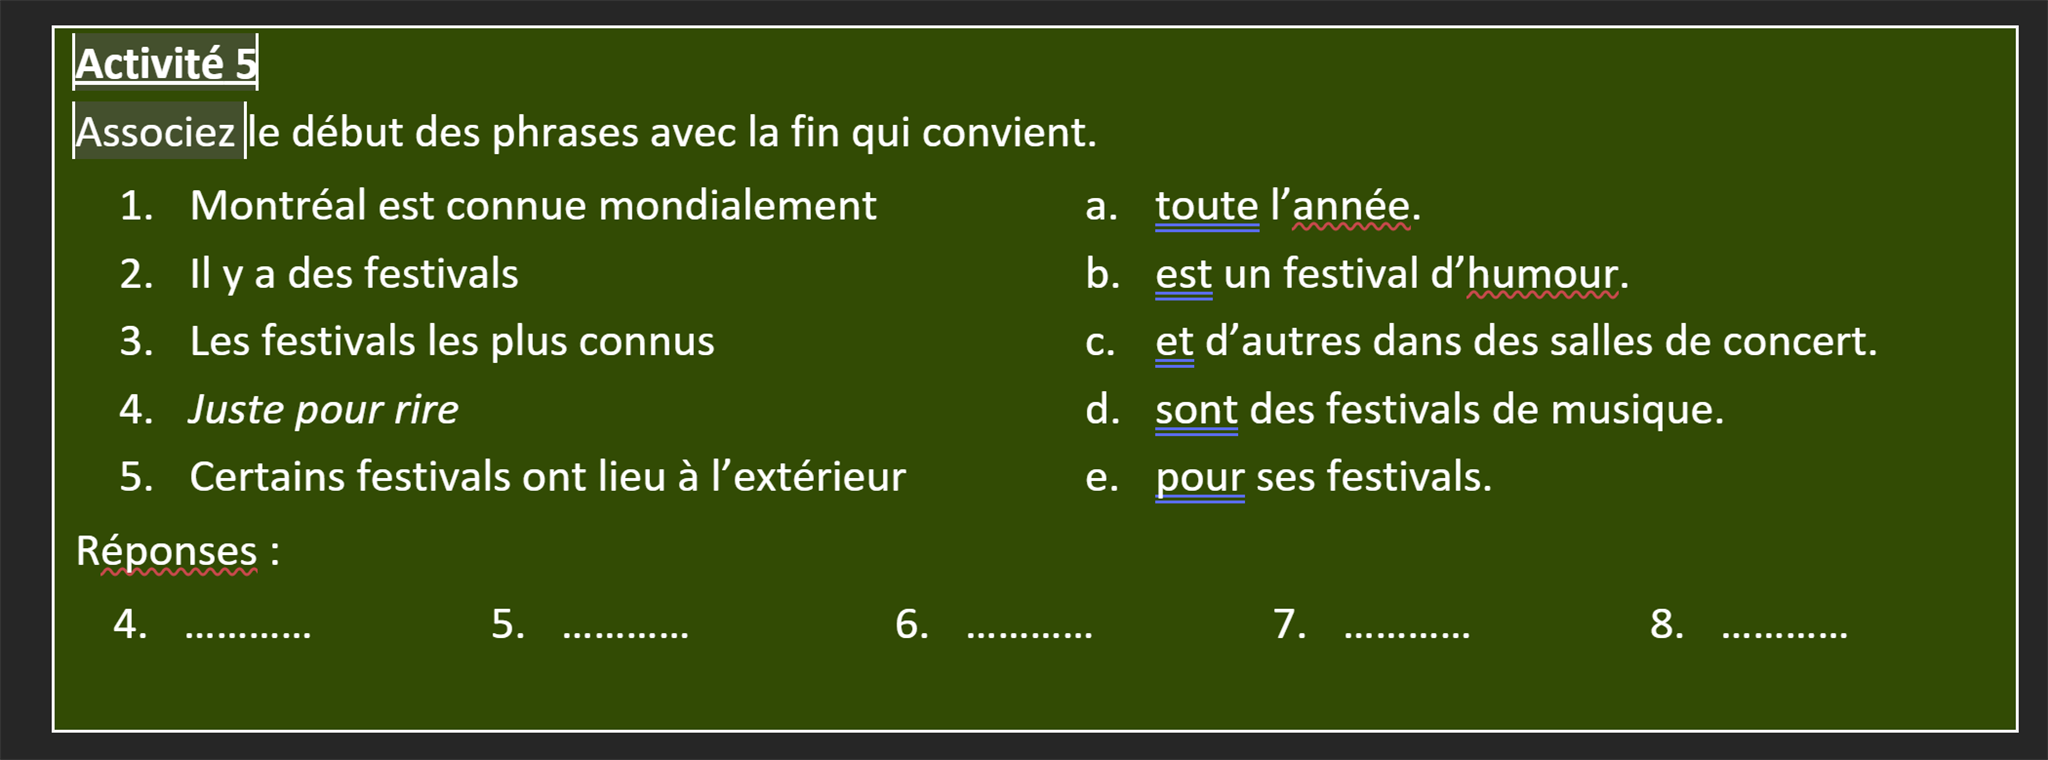 Activité 5
Associez le début des phrases avec la fin qui convient.
1. Montréal est connue mondialement a. toute l’année.
2. Il y a des festivals b. est un festival d’humour.
3. Les festivals les plus connus c. et d’autres dans des salles de concert.
4. Juste pour rire d. sont des festivals de musique.
5. Certains festivals ont lieu à l’extérieur e. pour ses festivals.
Réponses :
4. ………… 5. ………… 6. ………… 7. ………… 8. …………